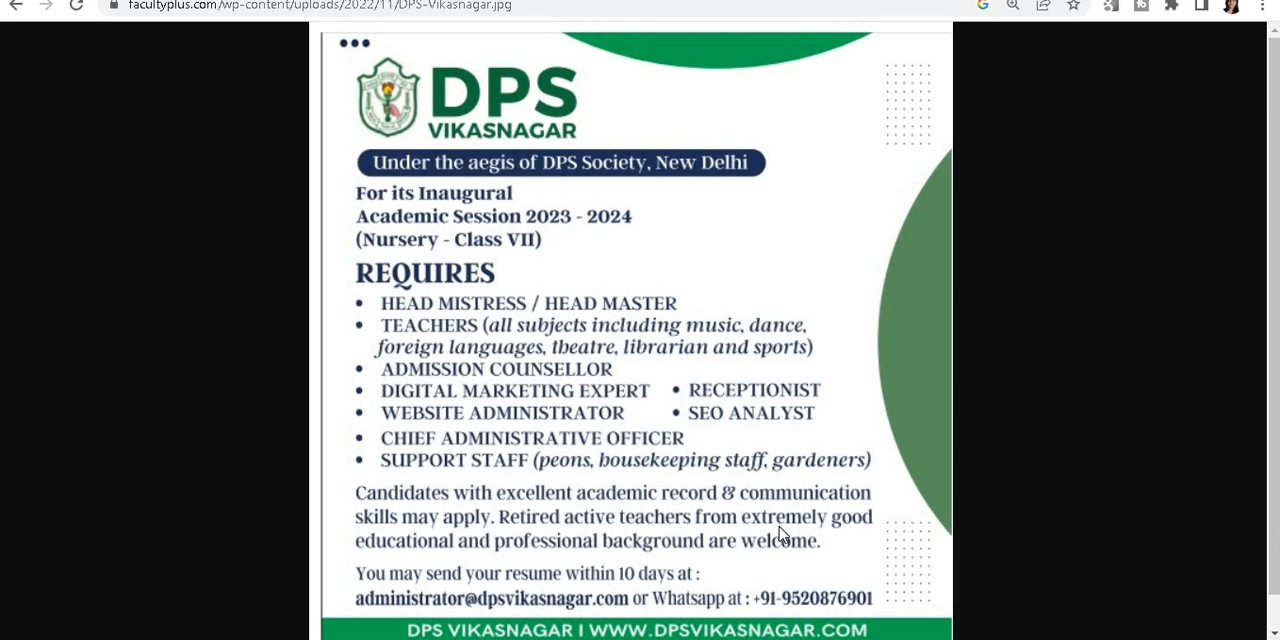 facultyplus.com/wp-content/uploads/2022/11/DPS-Vikasnagar.jpg
DPS
VIKASNAGAR
Under the aegis of DPS Society, New Delhi
For its Inaugural
Academic Session 2023 - 2024
(Nursery - Class VII)
REQUIRES
• HEAD MISTRESS / HEAD MASTER
• TEACHERS (all subjects including music, dance,
foreign languages, theatre, librarian and sports)
• ADMISSION COUNSELLOR
• DIGITAL MARKETING EXPERT • RECEPTIONIST
• WEBSITE ADMINISTRATOR • SEO ANALYST
• CHIEF ADMINISTRATIVE OFFICER
• SUPPORT STAFF (peons, housekeeping staff, gardeners)
Candidates with excellent academic record & communication
skills may apply. Retired active teachers from extremely good
educational and professional background are welcome.
You may send your resume within 10 days at :
administrator@dpsvikasnagar.com or Whatsapp at : +91-9520876901
DPS VIKASNAGAR I WWW.DPSVIKASNAGAR.COM